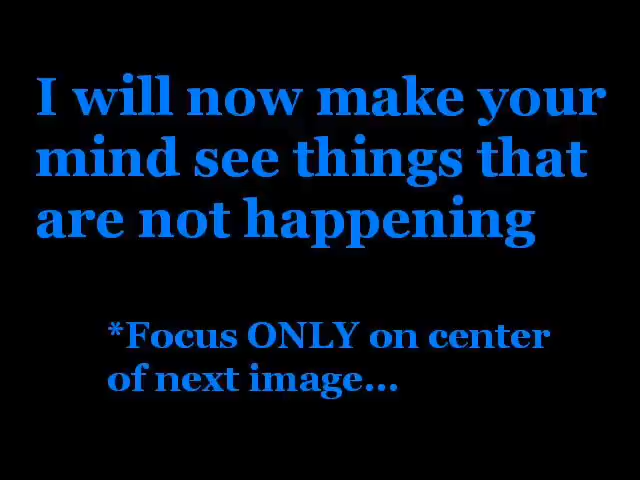 I will now make your
mind see things that
are not happening
*Focus ONLY on center
of next image...